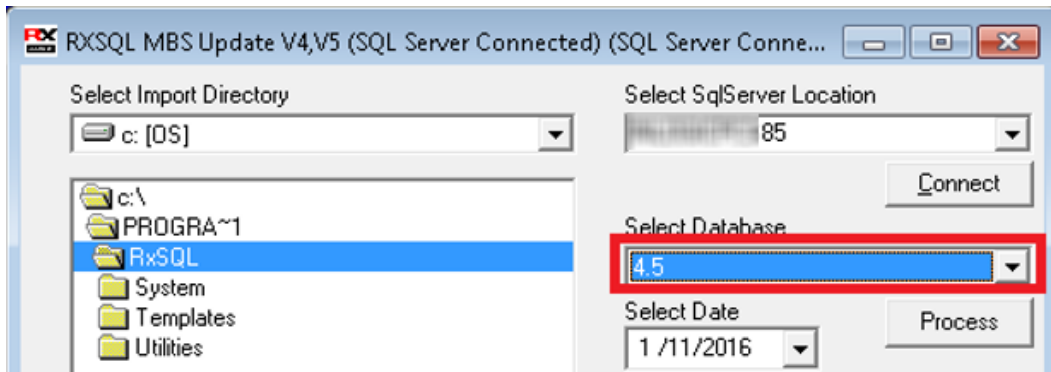 RX RXSQL MBS Update V4,V5 (SQL Server Connected) (SQL Server Conne...
Select Import Directory
c: [OS]
c:\
PROGRA~1
RxSQL
System
Templates
Utilities
Select SqlServer Location
85
Connect
Select Database
4.5
Select Date
1 /11/2016
Process